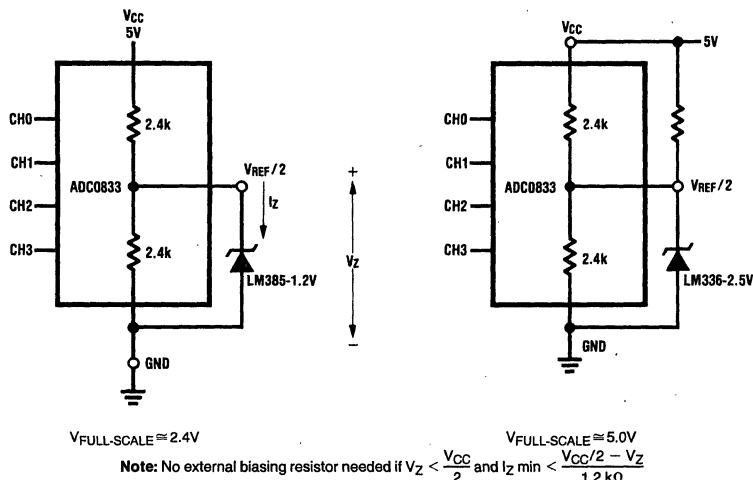 VCC
5V
2.4k
CH0
CH1
ADC0833
CH2
CH3
2.4k
VREF/2
IZ
LM385-1.2V
GND
+
VZ
−
VCC
5V
2.4k
CH0
CH1
ADC0833
CH2
CH3
2.4k
VREF/2
LM336-2.5V
GND
VFULL-SCALE ≅ 2.4V
VFULL-SCALE ≅ 5.0V
Note: No external biasing resistor needed if VZ < VCC/2 and IZ min < (VCC/2 − VZ)/1.2 kΩ